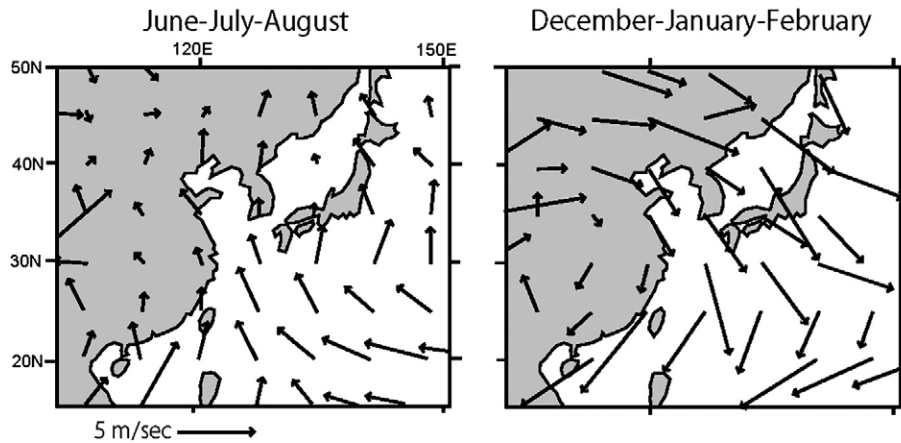 June-July-August
December-January-February
120E
150E
50N
40N
30N
20N
5 m/sec